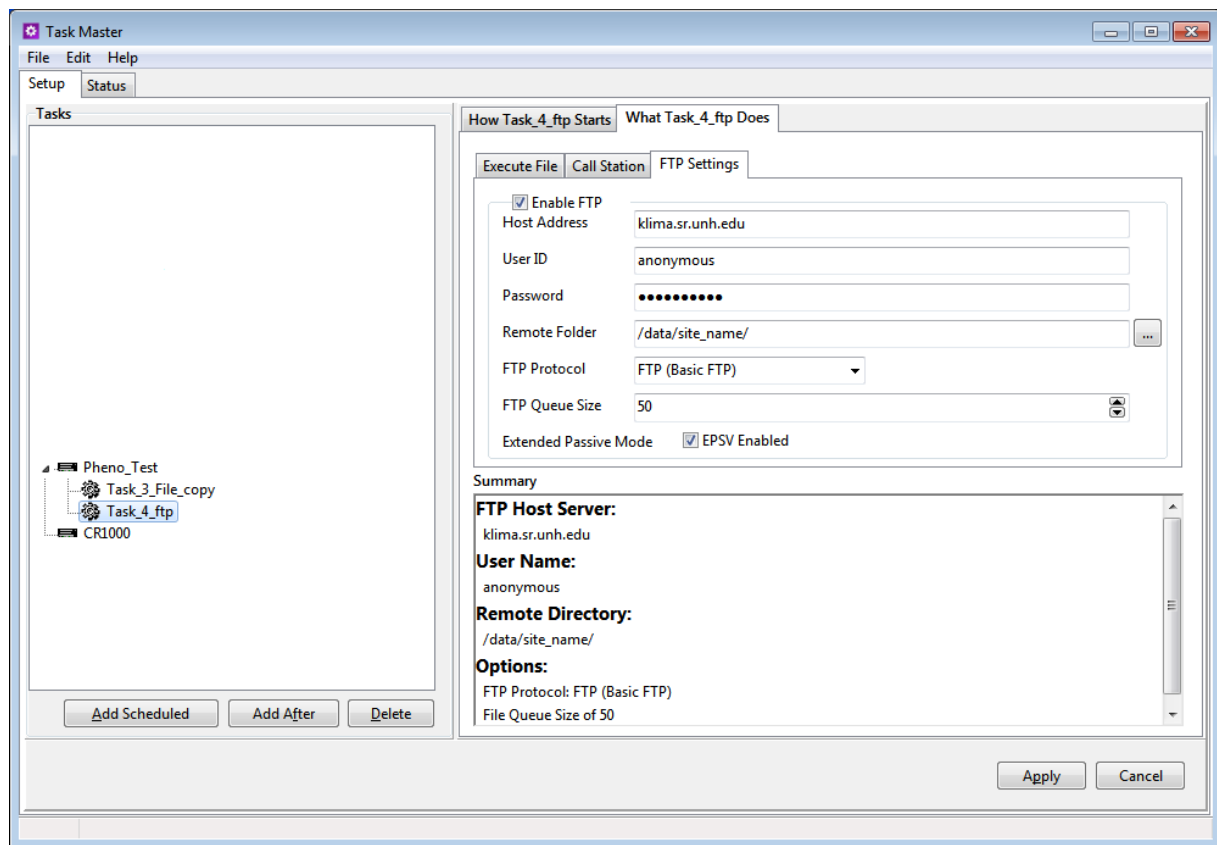 Task Master
File Edit Help
Setup Status
Tasks
Pheno_Test
Task_3_File_copy
Task_4_ftp
CR1000
Add Scheduled Add After Delete
How Task_4_ftp Starts What Task_4_ftp Does
Execute File Call Station FTP Settings
Enable FTP
Host Address klima.sr.unh.edu
User ID anonymous
Password ●●●●●●●●●●
Remote Folder /data/site_name/ ...
FTP Protocol FTP (Basic FTP)
FTP Queue Size 50
Extended Passive Mode EPSV Enabled
Summary
FTP Host Server:
klima.sr.unh.edu
User Name:
anonymous
Remote Directory:
/data/site_name/
Options:
FTP Protocol: FTP (Basic FTP)
File Queue Size of 50
Apply Cancel